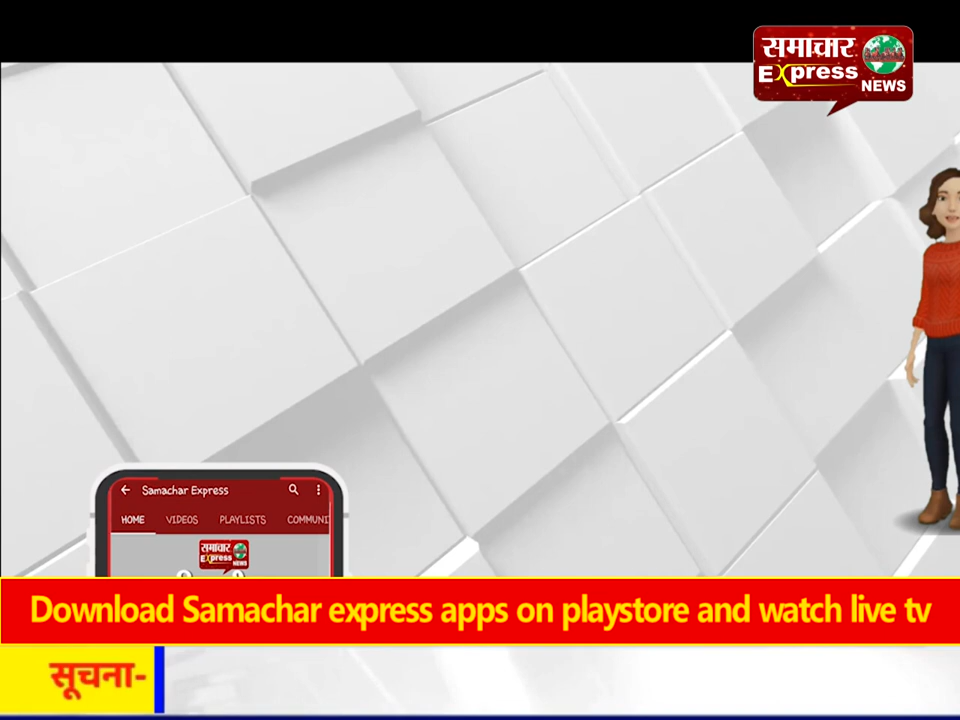 समाचार
Express
NEWS
Samachar Express
HOME VIDEOS PLAYLISTS COMMUNI
समाचार
Express
NEWS
Download Samachar express apps on playstore and watch live tv
सूचना-